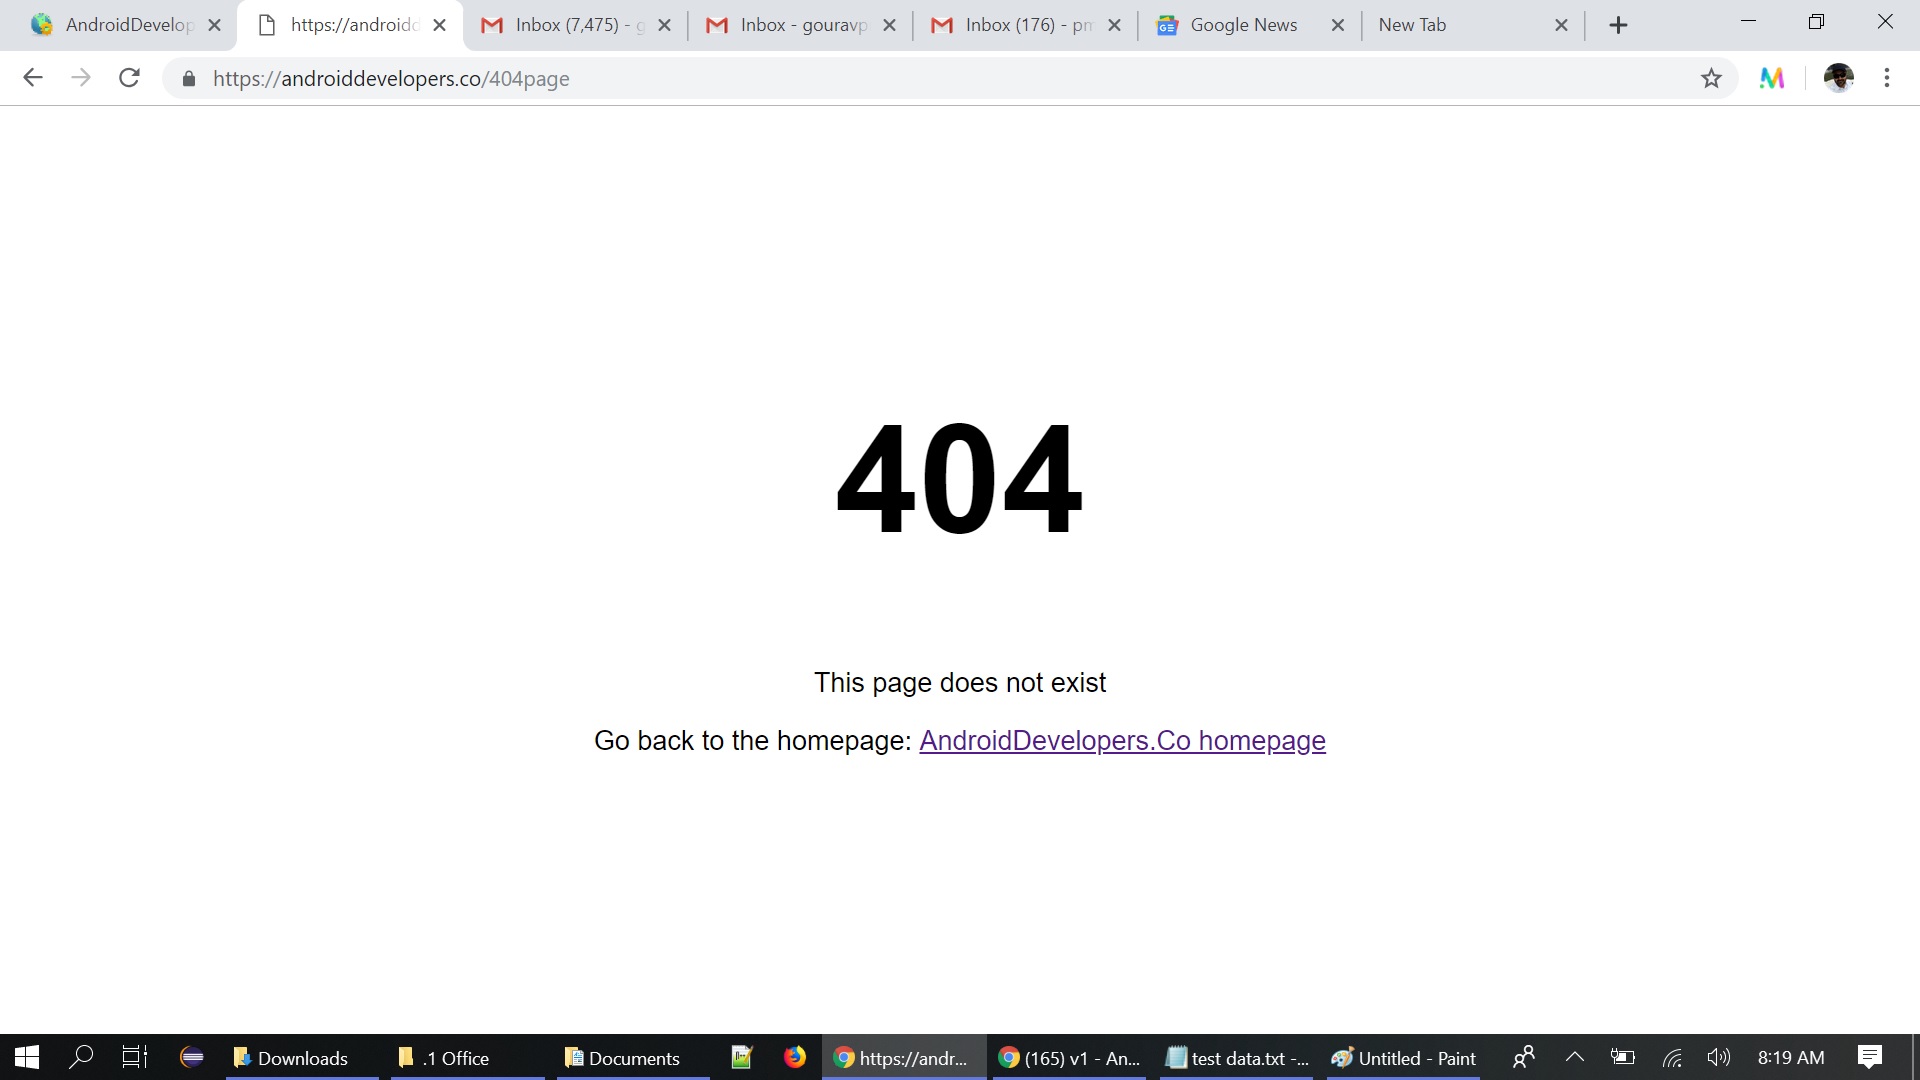 AndroidDevelop
https://androidd
Inbox (7,475) - g
Inbox - gouravp
Inbox (176) - pm
Google News
New Tab
https://androiddevelopers.co/404page
404
This page does not exist
Go back to the homepage: AndroidDevelopers.Co homepage
Downloads
.1 Office
Documents
https://andr...
(165) v1 - An...
test data.txt -...
Untitled - Paint
8:19 AM